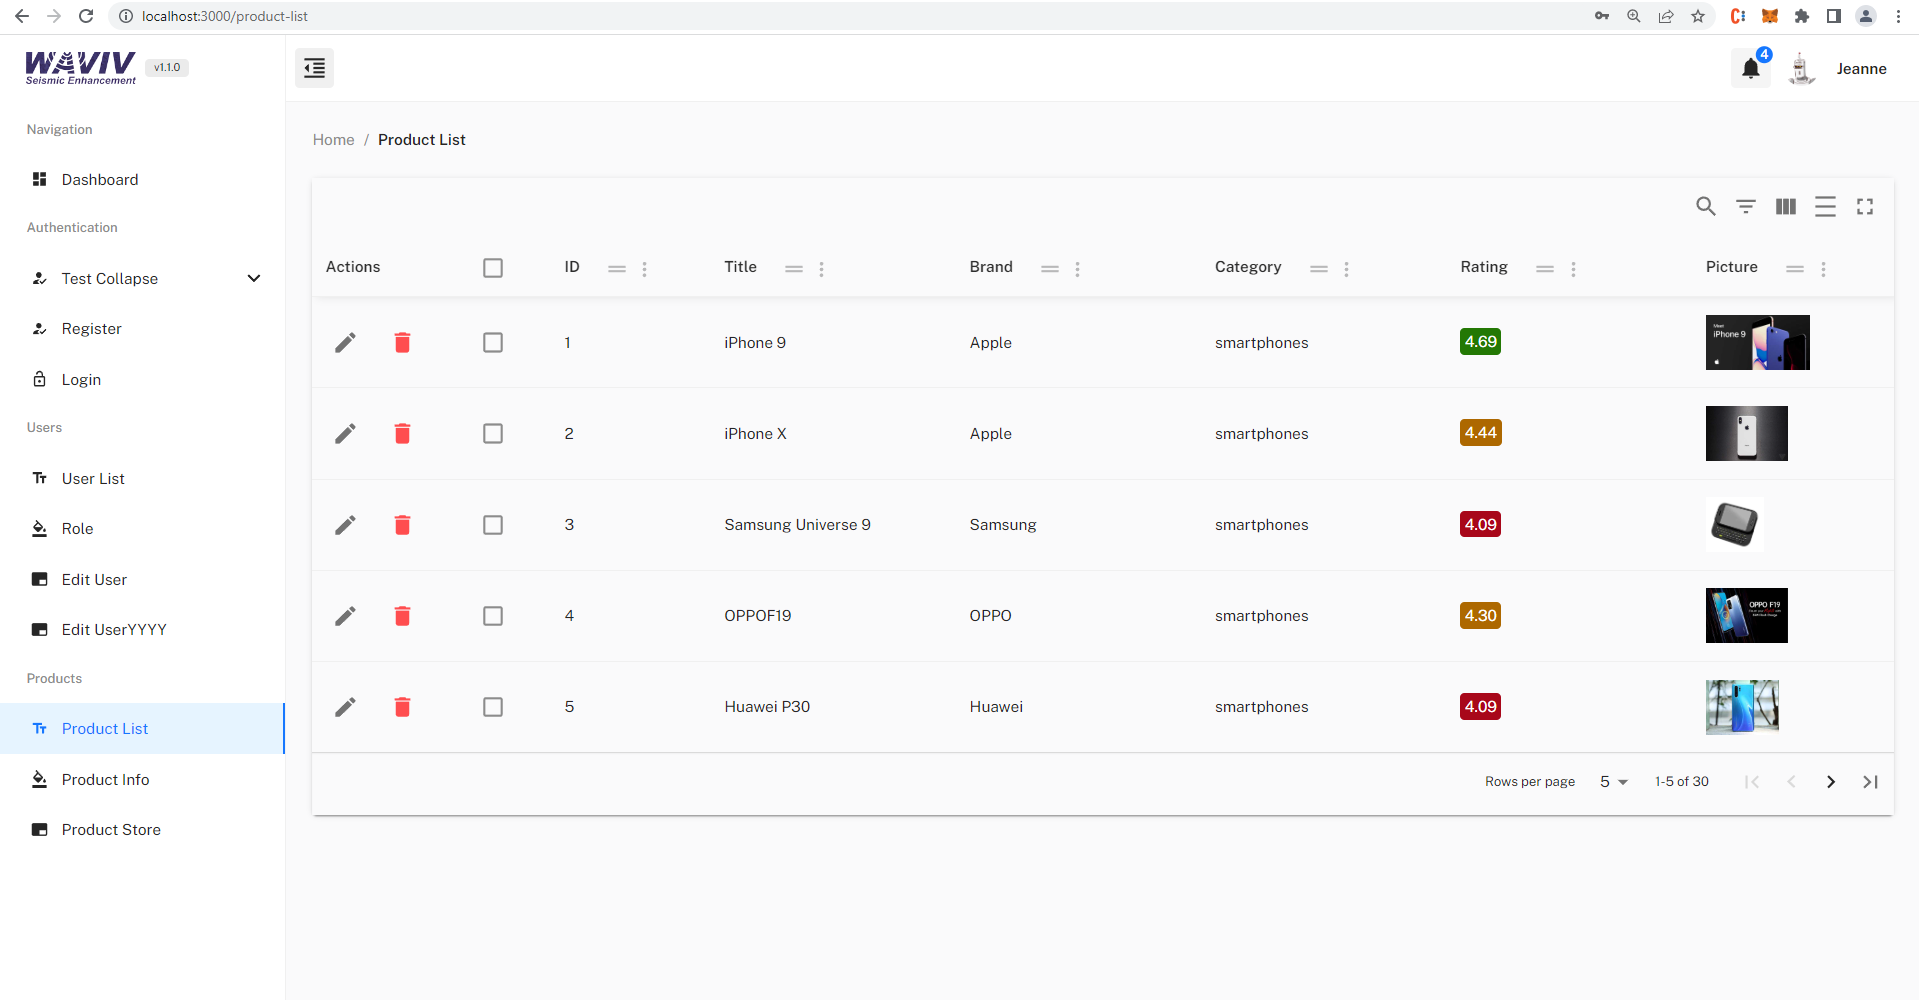 localhost:3000/product-list
WAVIV
Seismic Enhancement
v1.1.0
4
Jeanne
Navigation
Dashboard
Authentication
Test Collapse
Register
Login
Users
User List
Role
Edit User
Edit UserYYYY
Products
Product List
Product Info
Product Store
Home / Product List
Actions ID Title Brand Category Rating Picture
1 iPhone 9 Apple smartphones 4.69
Meet
iPhone 9
2 iPhone X Apple smartphones 4.44
3 Samsung Universe 9 Samsung smartphones 4.09
4 OPPOF19 OPPO smartphones 4.30
OPPO F19
5 Huawei P30 Huawei smartphones 4.09
Rows per page 5 1-5 of 30